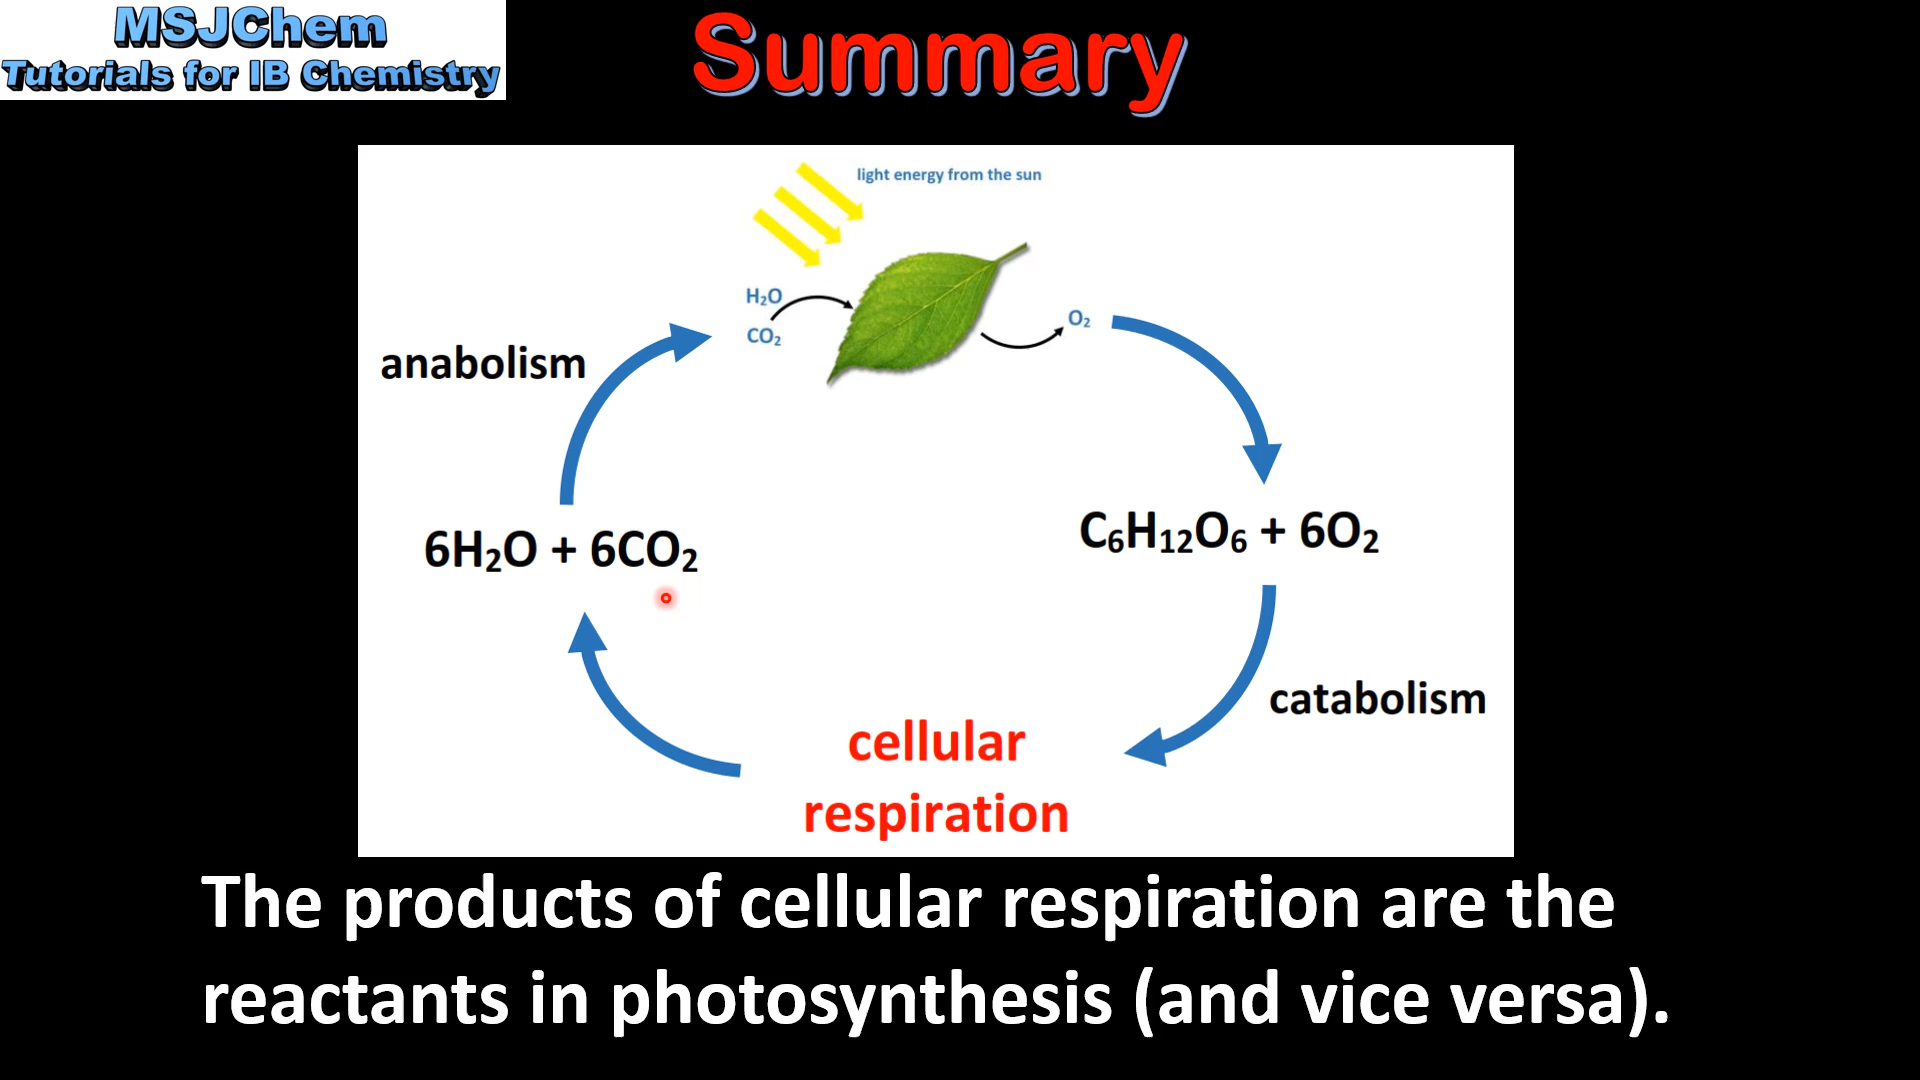 MSJChem
Tutorials for IB Chemistry
Summary
light energy from the sun
H₂O
CO₂
O₂
anabolism
6H₂O + 6CO₂
C₆H₁₂O₆ + 6O₂
catabolism
cellular
respiration
The products of cellular respiration are the
reactants in photosynthesis (and vice versa).